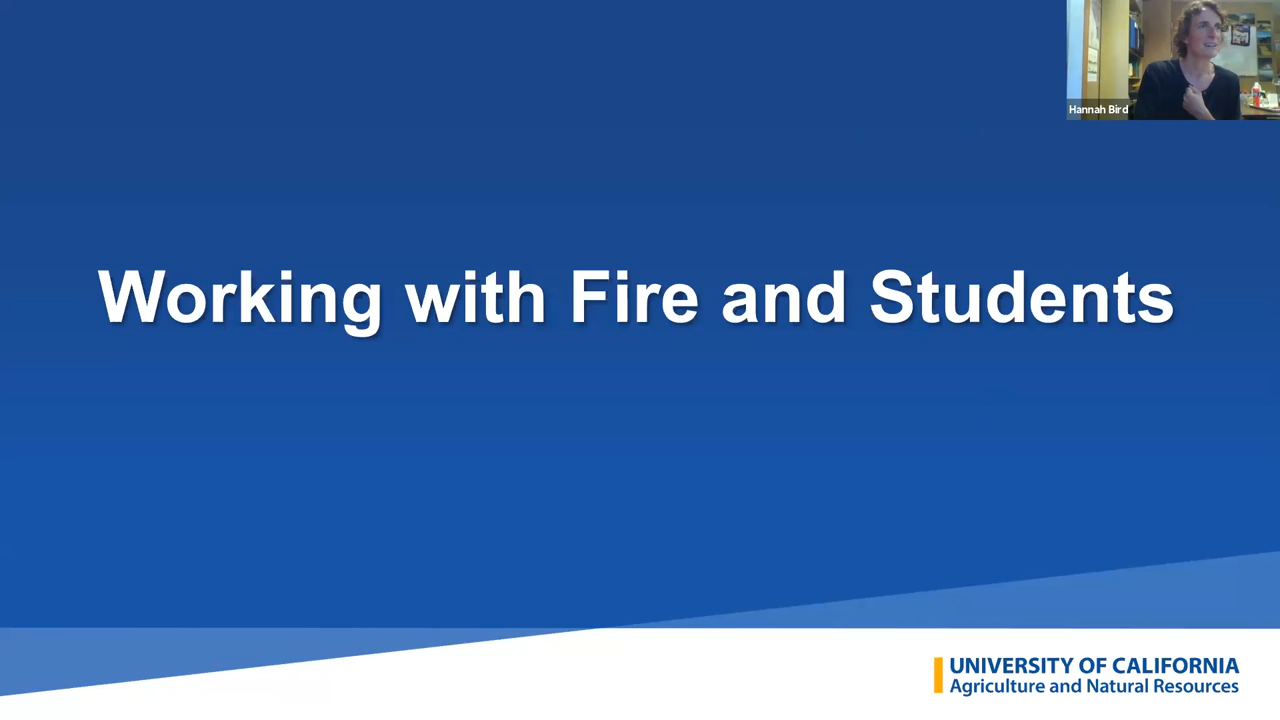 Hannah Bird
Working with Fire and Students
UNIVERSITY OF CALIFORNIA
Agriculture and Natural Resources